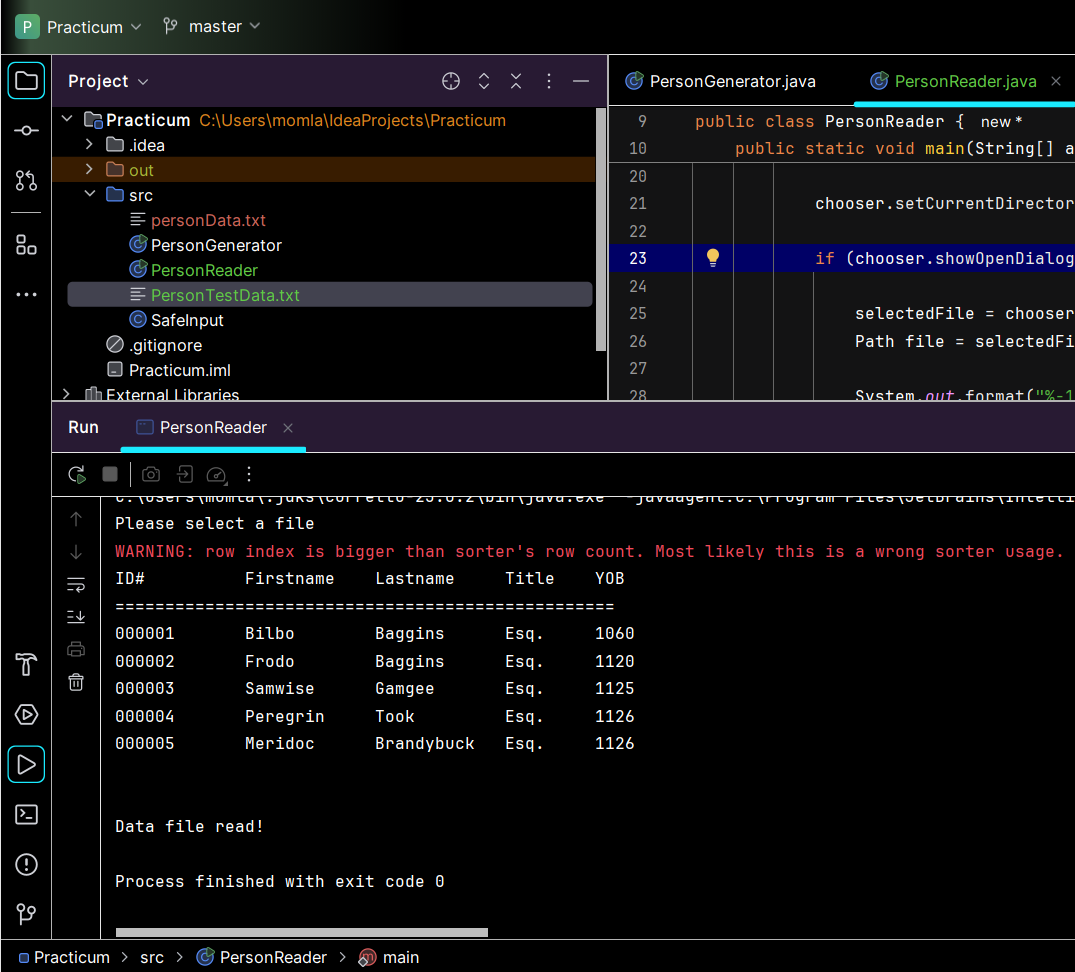 P Practicum master
Project
PersonGenerator.java PersonReader.java
Practicum C:\Users\momla\IdeaProjects\Practicum
.idea
out
src
personData.txt
PersonGenerator
PersonReader
PersonTestData.txt
SafeInput
.gitignore
Practicum.iml
External Libraries
9 public class PersonReader { new *
10 public static void main(String[] a
20
21 chooser.setCurrentDirector
22
23 if (chooser.showOpenDialog
24
25 selectedFile = chooser
26 Path file = selectedFi
27
28 System.out.format("%-1
Run PersonReader
Please select a file
WARNING: row index is bigger than sorter's row count. Most likely this is a wrong sorter usage.
ID# Firstname Lastname Title YOB
==================================================
000001 Bilbo Baggins Esq. 1060
000002 Frodo Baggins Esq. 1120
000003 Samwise Gamgee Esq. 1125
000004 Peregrin Took Esq. 1126
000005 Meridoc Brandybuck Esq. 1126
Data file read!
Process finished with exit code 0
Practicum > src > PersonReader > m main